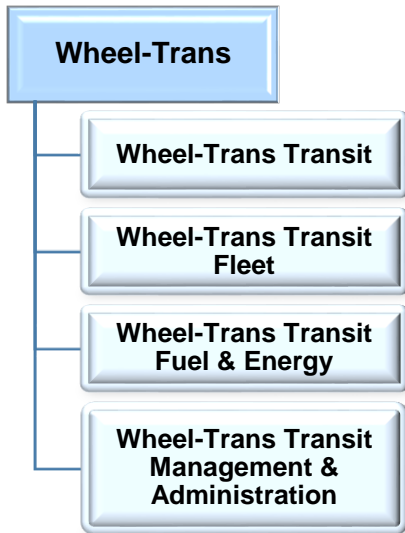 Wheel-Trans
Wheel-Trans Transit
Wheel-Trans Transit
Fleet
Wheel-Trans Transit
Fuel & Energy
Wheel-Trans Transit
Management &
Administration